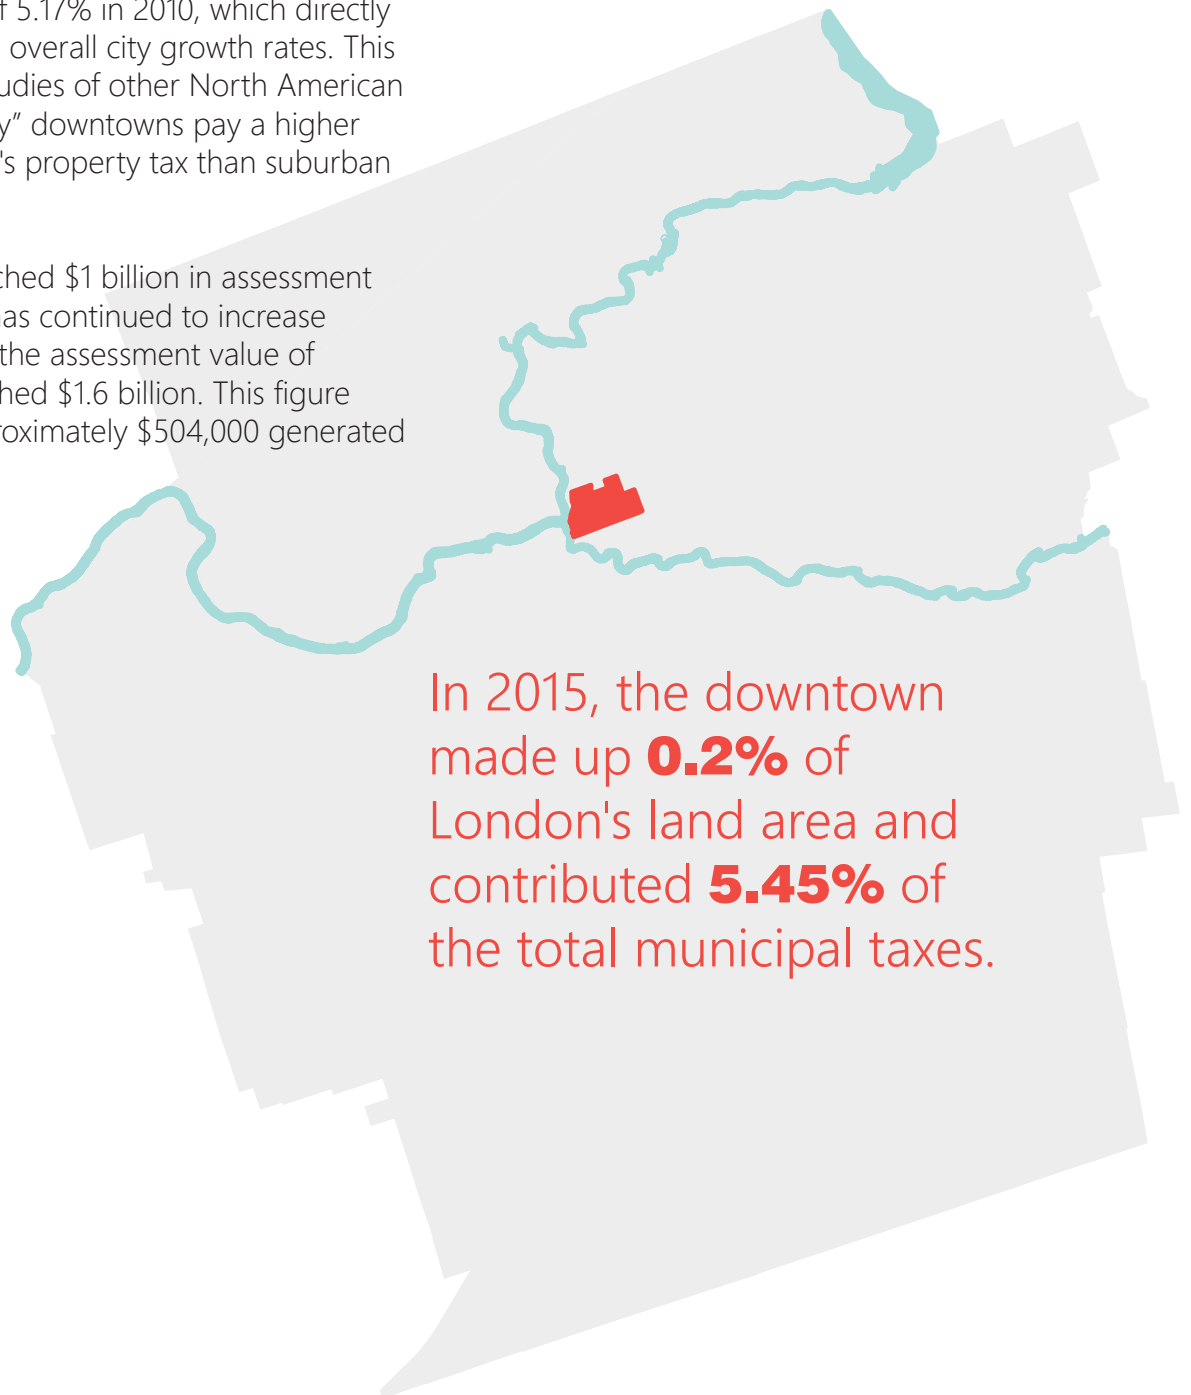 f 5.17% in 2010, which directly
overall city growth rates. This
udies of other North American
y” downtowns pay a higher
's property tax than suburban
ched $1 billion in assessment
as continued to increase
the assessment value of
hed $1.6 billion. This figure
roximately $504,000 generated
In 2015, the downtown
made up 0.2% of
London's land area and
contributed 5.45% of
the total municipal taxes.